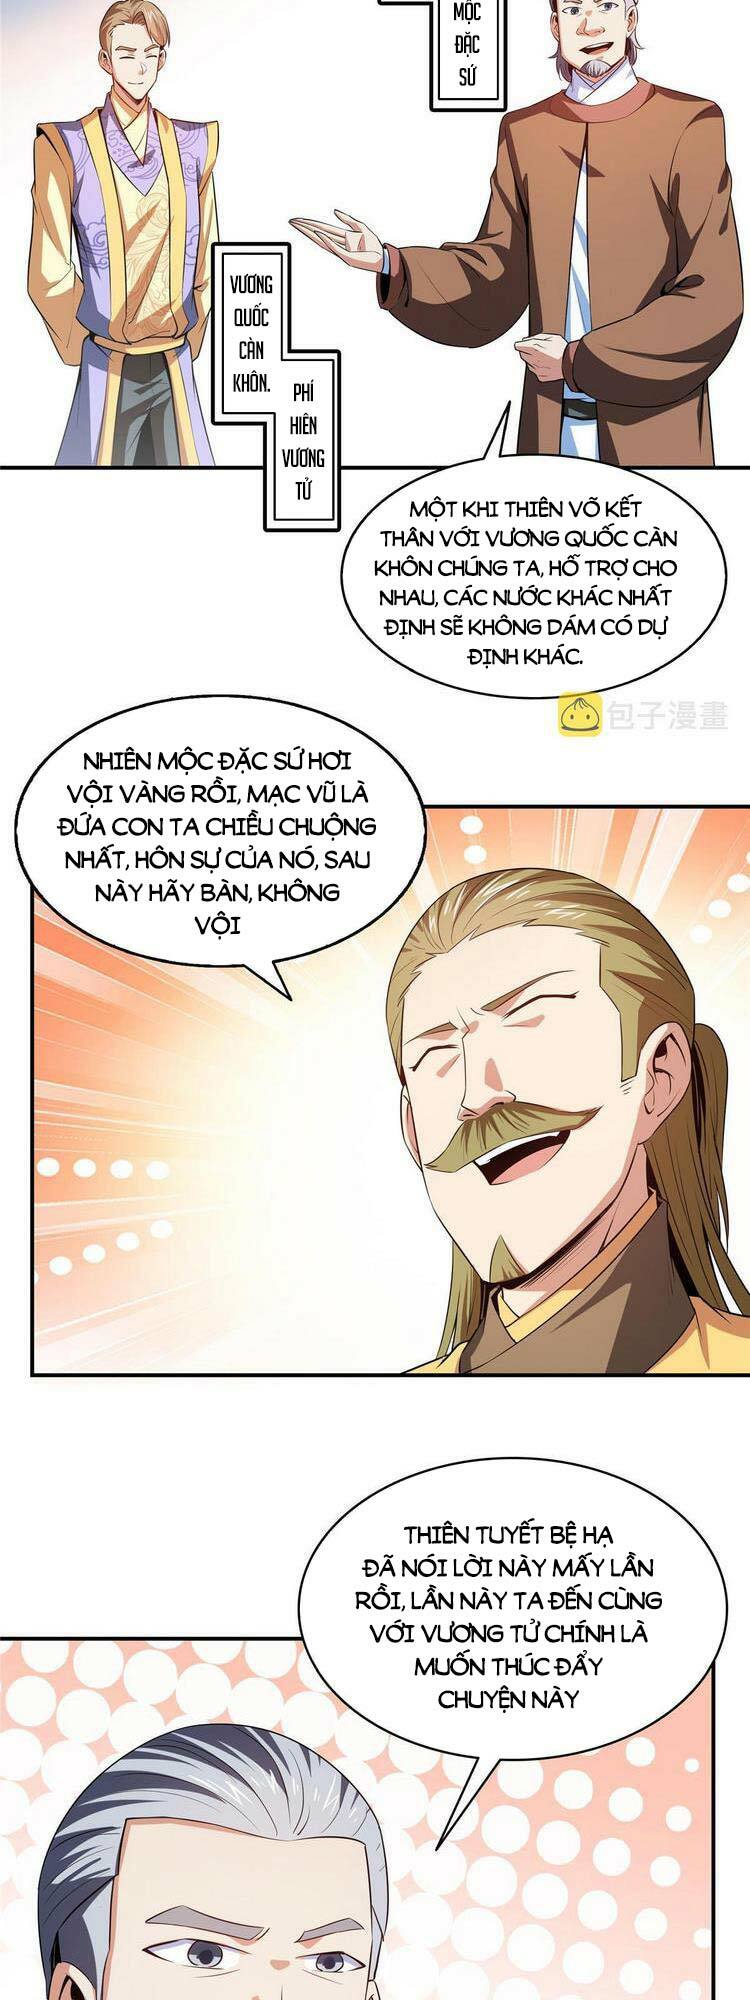 MỘC
ĐẶC
SỨ
VƯƠNG
QUỐC
CÀN
KHÔN.
PHÍ
HIÊN
VƯƠNG
TỬ
MỘT KHI THIÊN VÕ KẾT
THÂN VỚI VƯƠNG QUỐC CÀN
KHÔN CHÚNG TA, HỖ TRỢ CHO
NHAU, CÁC NƯỚC KHÁC NHẤT
ĐỊNH SẼ KHÔNG DÁM CÓ DỰ
ĐỊNH KHÁC.
包子漫畫
NHIÊN MỘC ĐẶC SỨ HƠI
VỘI VÀNG RỒI, MẠC VŨ LÀ
ĐỨA CON TA CHIỀU CHUỘNG
NHẤT, HÔN SỰ CỦA NÓ, SAU
NÀY HÃY BÀN, KHÔNG
VỘI
THIÊN TUYẾT BỆ HẠ
ĐÃ NÓI LỜI NÀY MẤY LẦN
RỒI, LẦN NÀY TA ĐẾN CÙNG
VỚI VƯƠNG TỬ CHÍNH LÀ
MUỐN THÚC ĐẨY
CHUYỆN NÀY